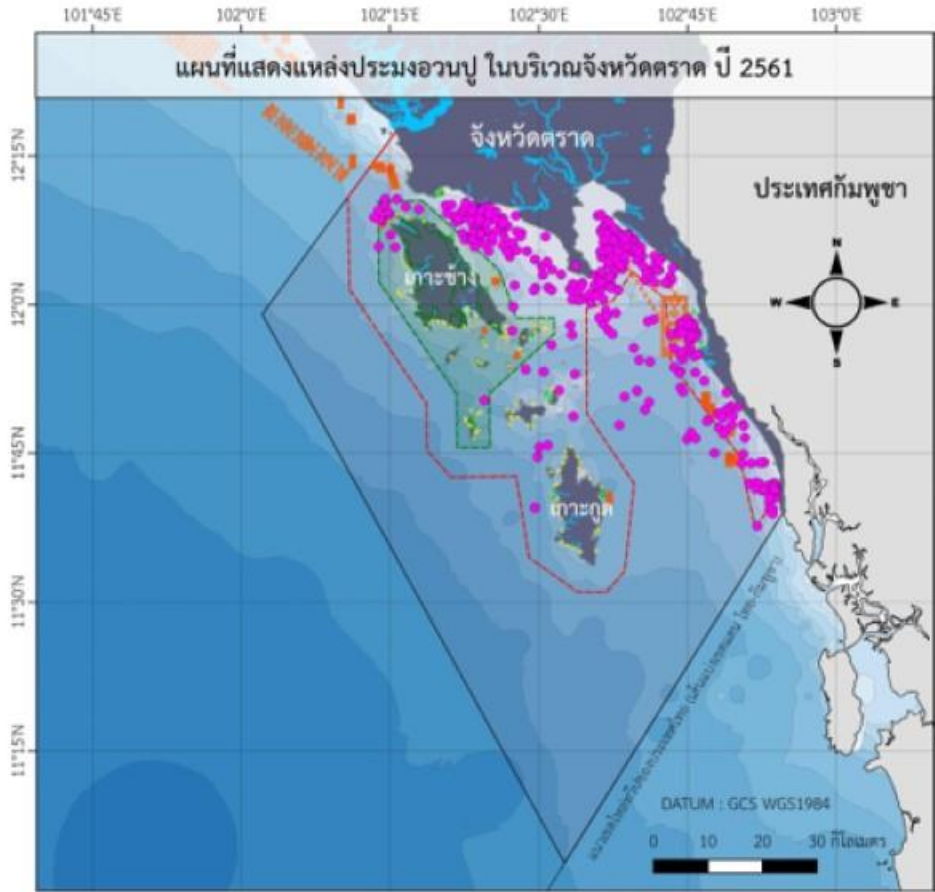 101°45'E 102°0'E 102°15'E 102°30'E 102°45'E 103°0'E
แผนที่แสดงแหล่งประมงอวนปู ในบริเวณจังหวัดตราด ปี 2561
จังหวัดตราด
12°15'N
ประเทศกัมพูชา
N
เกาะช้าง
12°0'N
W E
S
11°45'N
เกาะกูด
11°30'N
11°15'N
DATUM : GCS WGS1984
0 10 20 30 กิโลเมตร